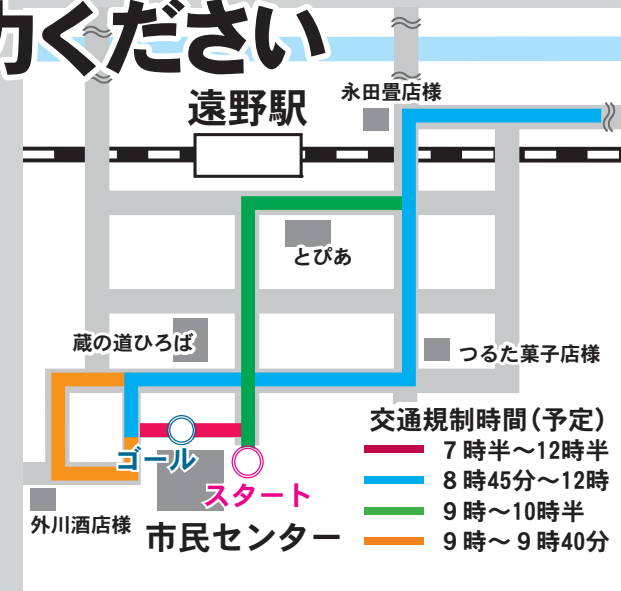 力ください
永田畳店様
遠野駅
とぴあ
蔵の道ひろば
つるた菓子店様
交通規制時間(予定)
7時半～12時半
8時45分～12時
9時～10時半
9時～9時40分
ゴール
スタート
外川酒店様
市民センター